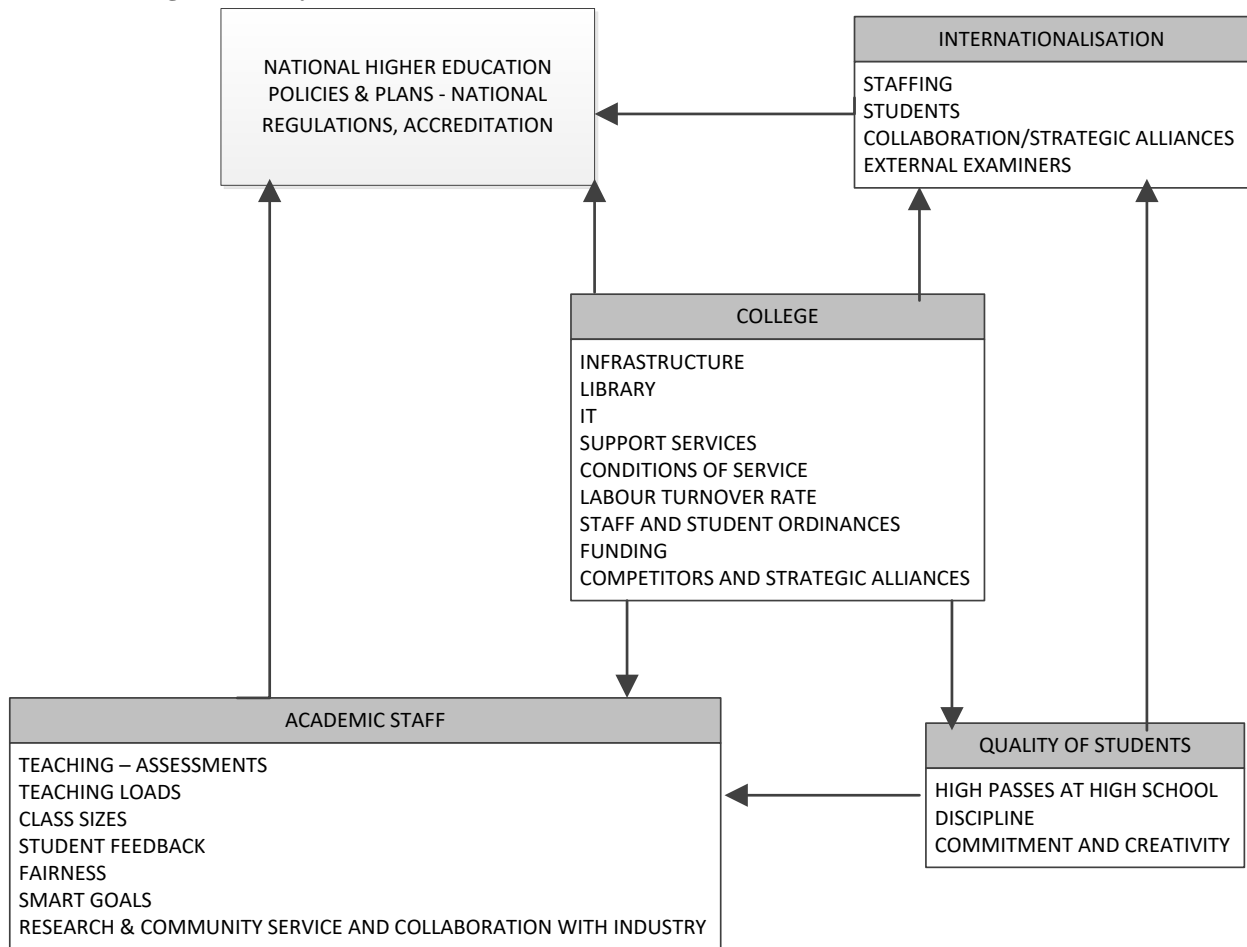 NATIONAL HIGHER EDUCATION
POLICIES & PLANS - NATIONAL
REGULATIONS, ACCREDITATION
INTERNATIONALISATION
STAFFING
STUDENTS
COLLABORATION/STRATEGIC ALLIANCES
EXTERNAL EXAMINERS
COLLEGE
INFRASTRUCTURE
LIBRARY
IT
SUPPORT SERVICES
CONDITIONS OF SERVICE
LABOUR TURNOVER RATE
STAFF AND STUDENT ORDINANCES
FUNDING
COMPETITORS AND STRATEGIC ALLIANCES
ACADEMIC STAFF
TEACHING – ASSESSMENTS
TEACHING LOADS
CLASS SIZES
STUDENT FEEDBACK
FAIRNESS
SMART GOALS
RESEARCH & COMMUNITY SERVICE AND COLLABORATION WITH INDUSTRY
QUALITY OF STUDENTS
HIGH PASSES AT HIGH SCHOOL
DISCIPLINE
COMMITMENT AND CREATIVITY